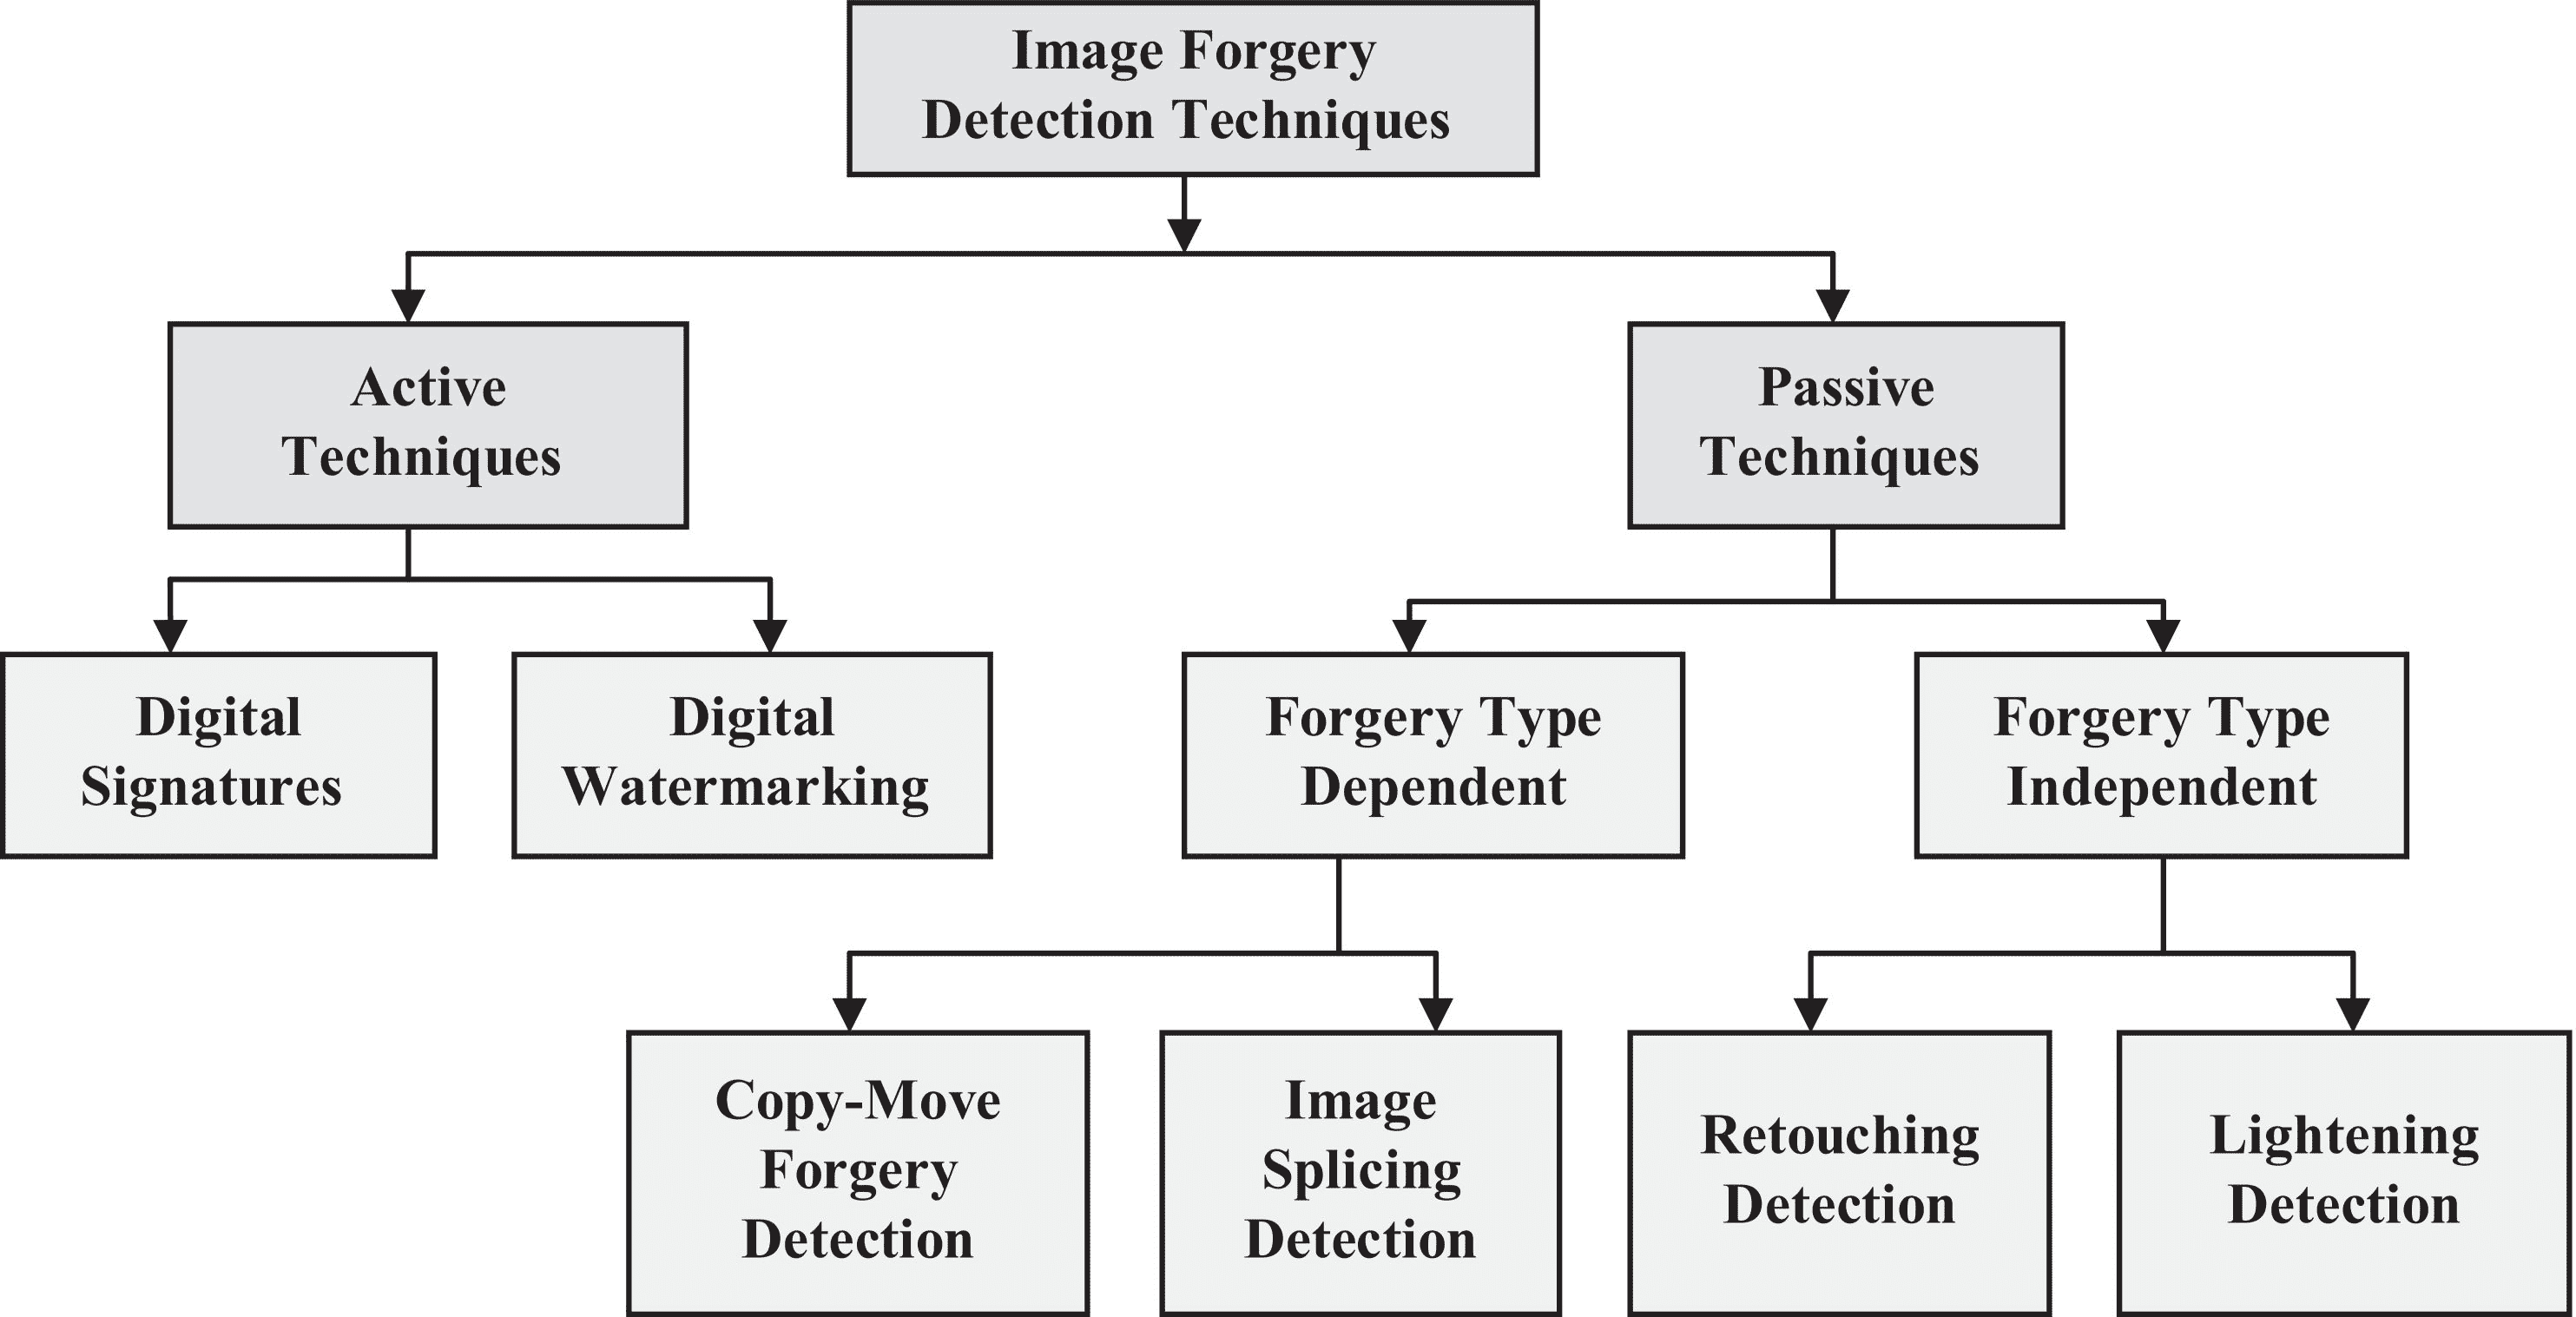 Image Forgery
Detection Techniques
Active
Techniques
Passive
Techniques
Digital
Signatures
Digital
Watermarking
Forgery Type
Dependent
Forgery Type
Independent
Copy-Move
Forgery
Detection
Image
Splicing
Detection
Retouching
Detection
Lightening
Detection